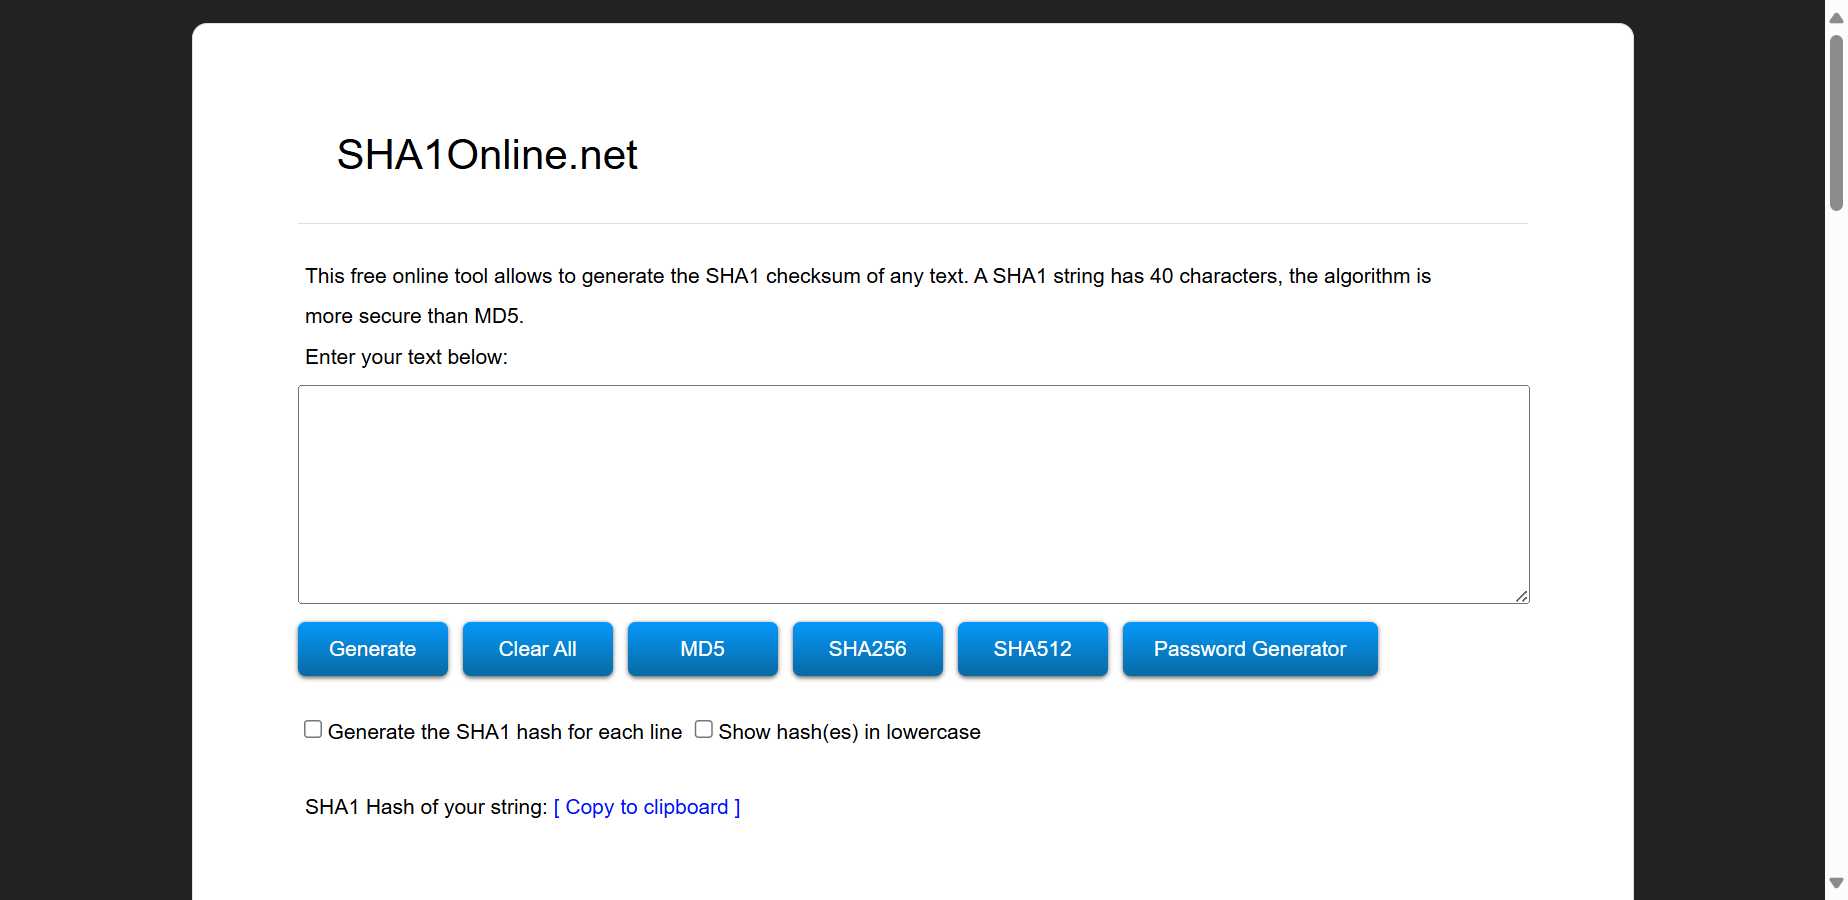 SHA1Online.net
This free online tool allows to generate the SHA1 checksum of any text. A SHA1 string has 40 characters, the algorithm is
more secure than MD5.
Enter your text below:
Generate Clear All MD5 SHA256 SHA512 Password Generator
Generate the SHA1 hash for each line Show hash(es) in lowercase
SHA1 Hash of your string: [ Copy to clipboard ]